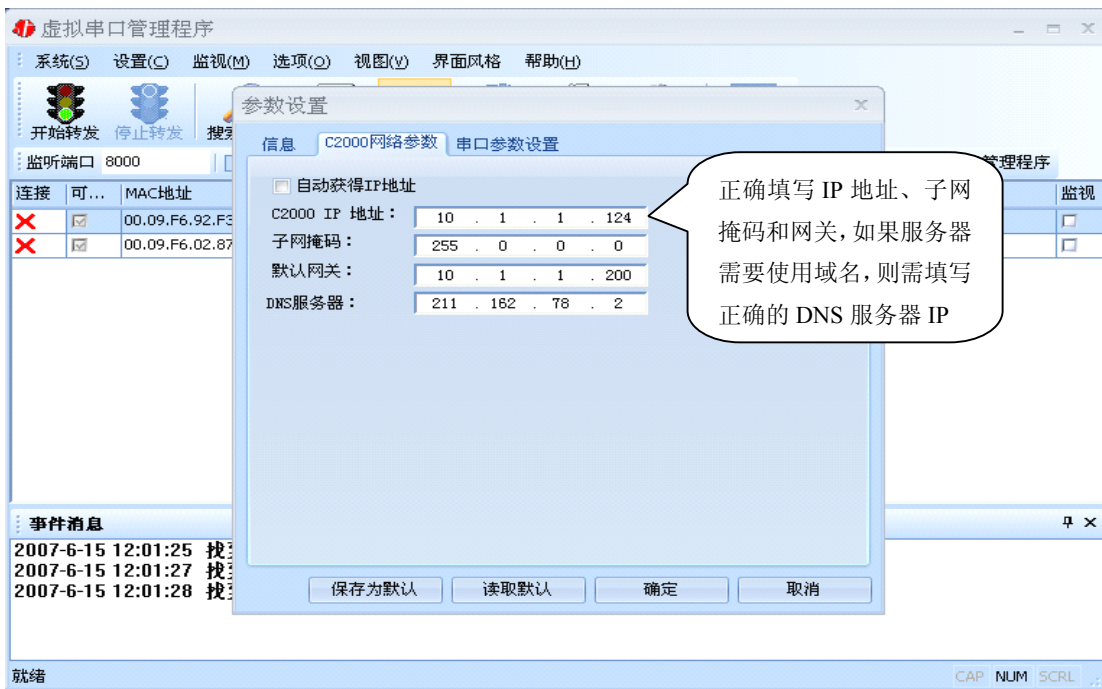 虚拟串口管理程序
系统(S) 设置(C) 监视(M) 选项(O) 视图(V) 界面风格 帮助(H)
开始转发 停止转发
监听端口 8000
管理程序
连接 可... MAC地址
监视
00.09.F6.92.F3
00.09.F6.02.87
参数设置
信息 C2000网络参数 串口参数设置
自动获得IP地址
C2000 IP 地址： 10 . 1 . 1 . 124
子网掩码： 255 . 0 . 0 . 0
默认网关： 10 . 1 . 1 . 200
DNS服务器： 211 . 162 . 78 . 2
正确填写 IP 地址、子网
掩码和网关，如果服务器
需要使用域名，则需填写
正确的 DNS 服务器 IP
保存为默认 读取默认 确定 取消
事件消息
2007-6-15 12:01:25
2007-6-15 12:01:27
2007-6-15 12:01:28
就绪
CAP NUM SCRL